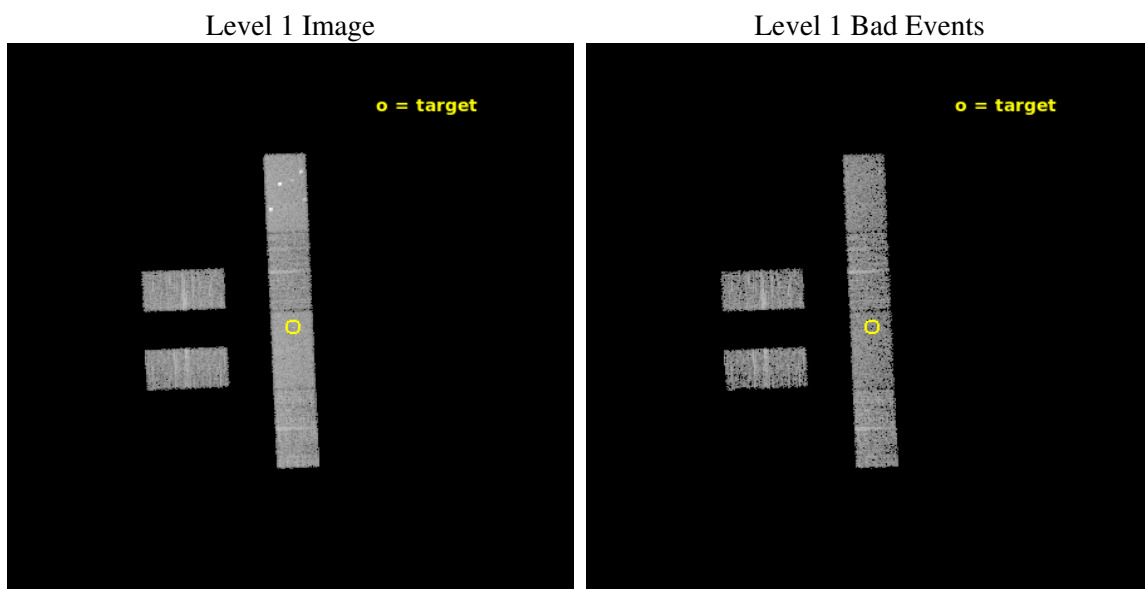 Level 1 Image
Level 1 Bad Events
o = target
o = target